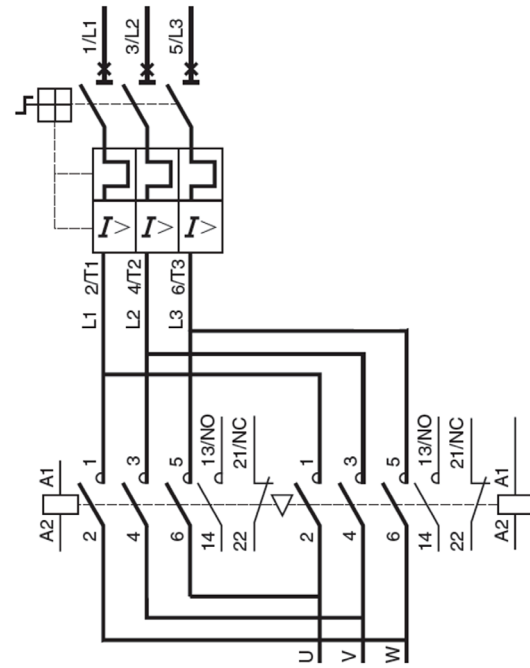 1/L1
3/L2
5/L3
I>
I>
I>
2/T1
4/T2
6/T3
L1
L2
L3
A1
A2
1
2
3
4
5
6
13/NO
14
21/NC
22
1
2
3
4
5
6
13/NO
14
21/NC
22
A1
A2
U
V
W